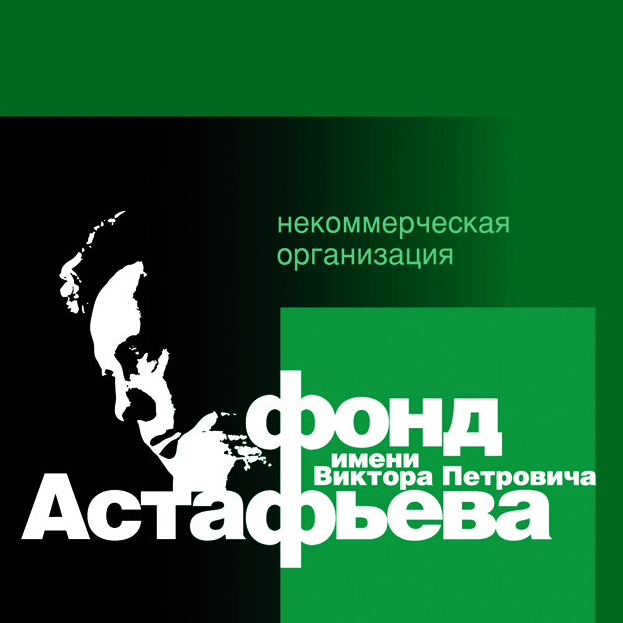 некоммерческая
организация
фонд
имени
Виктора Петровича
Астафьева